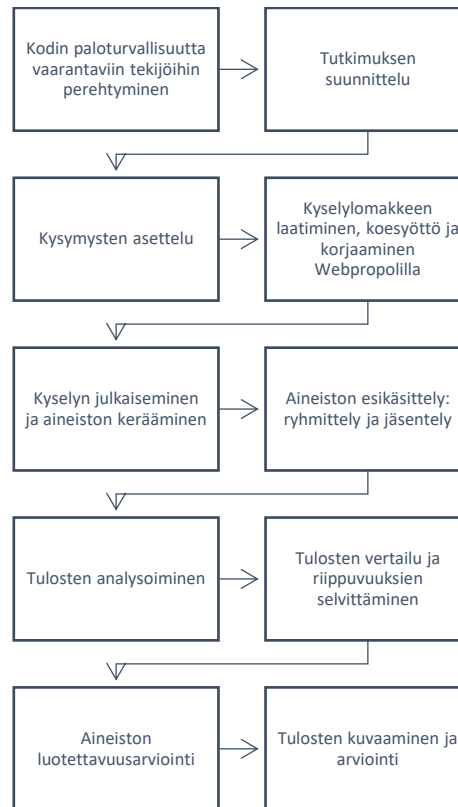 Kodin paloturvallisuutta
vaarantaviin tekijöihin
perehtyminen
Tutkimuksen
suunnittelu
Kysymysten asettelu
Kyselylomakkeen
laatiminen, koesyöttö ja
korjaaminen
Webpropolilla
Kyselyn julkaiseminen
ja aineiston kerääminen
Aineiston esikäsittely:
ryhmittely ja jäsentely
Tulosten analysoiminen
Tulosten vertailu ja
riippuvuuksien
selvittäminen
Aineiston
luotettavuusarviointi
Tulosten kuvaaminen ja
arviointi